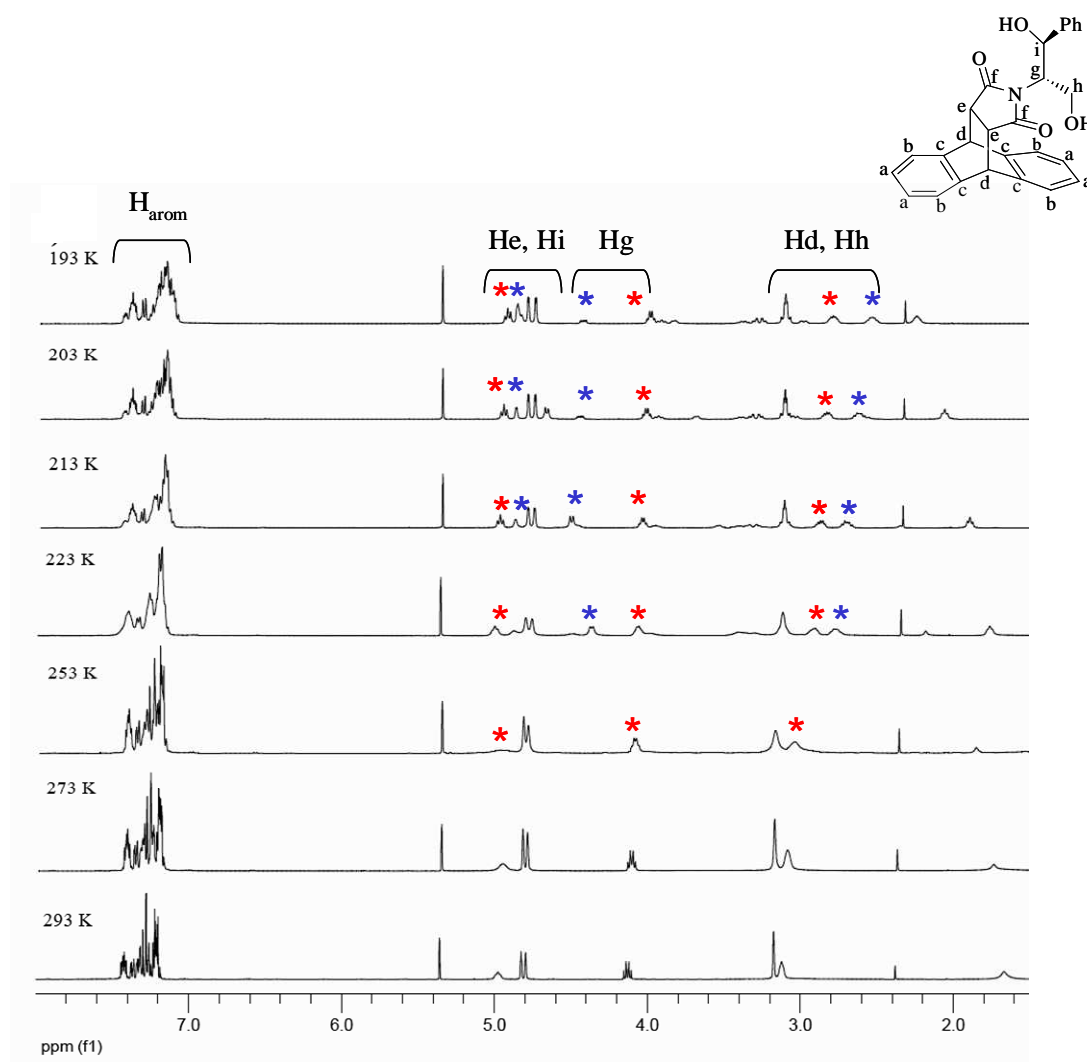 HO Ph
i
O
f g
N h
e f
OH
d e O
b c c b
a a
a c d c a
b b
H arom
He, Hi Hg Hd, Hh
193 K
* * * * * *
203 K
* * * * * *
213 K
* * * * * *
223 K
* * * * *
253 K
* * *
273 K
293 K
7.0 6.0 5.0 4.0 3.0 2.0
ppm (f1)